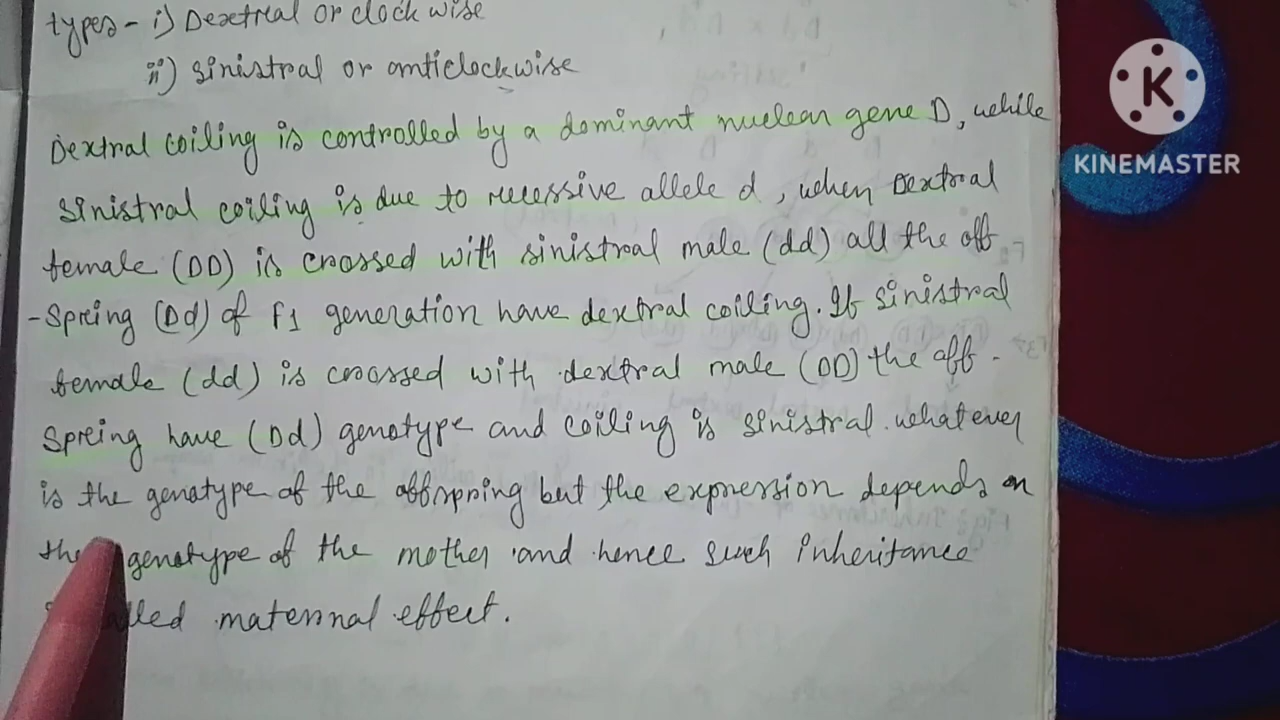 types - i) Dextral or clock wise
ii) sinistral or anticlockwise
Dextral coiling is controlled by a dominant nuclear gene D, while
sinistral coiling is due to recessive allele d, when Dextral
female (DD) is crossed with sinistral male (dd) all the off
-spring (Dd) of F1 generation have dextral coiling. If sinistral
female (dd) is crossed with dextral male (DD) the off -
spring have (Dd) genotype and coiling is sinistral. whatever
is the genotype of the offspring but the expression depends on
the genotype of the mother and hence such inheritance
maternal effect.
K
KINEMASTER